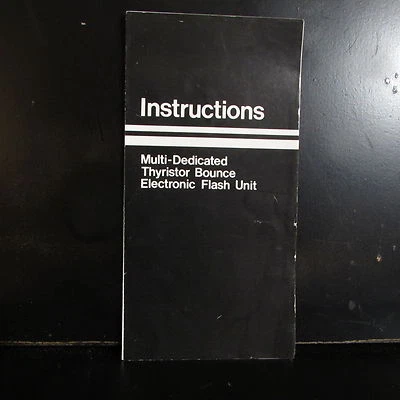 Instructions
Multi-Dedicated
Thyristor Bounce
Electronic Flash Unit